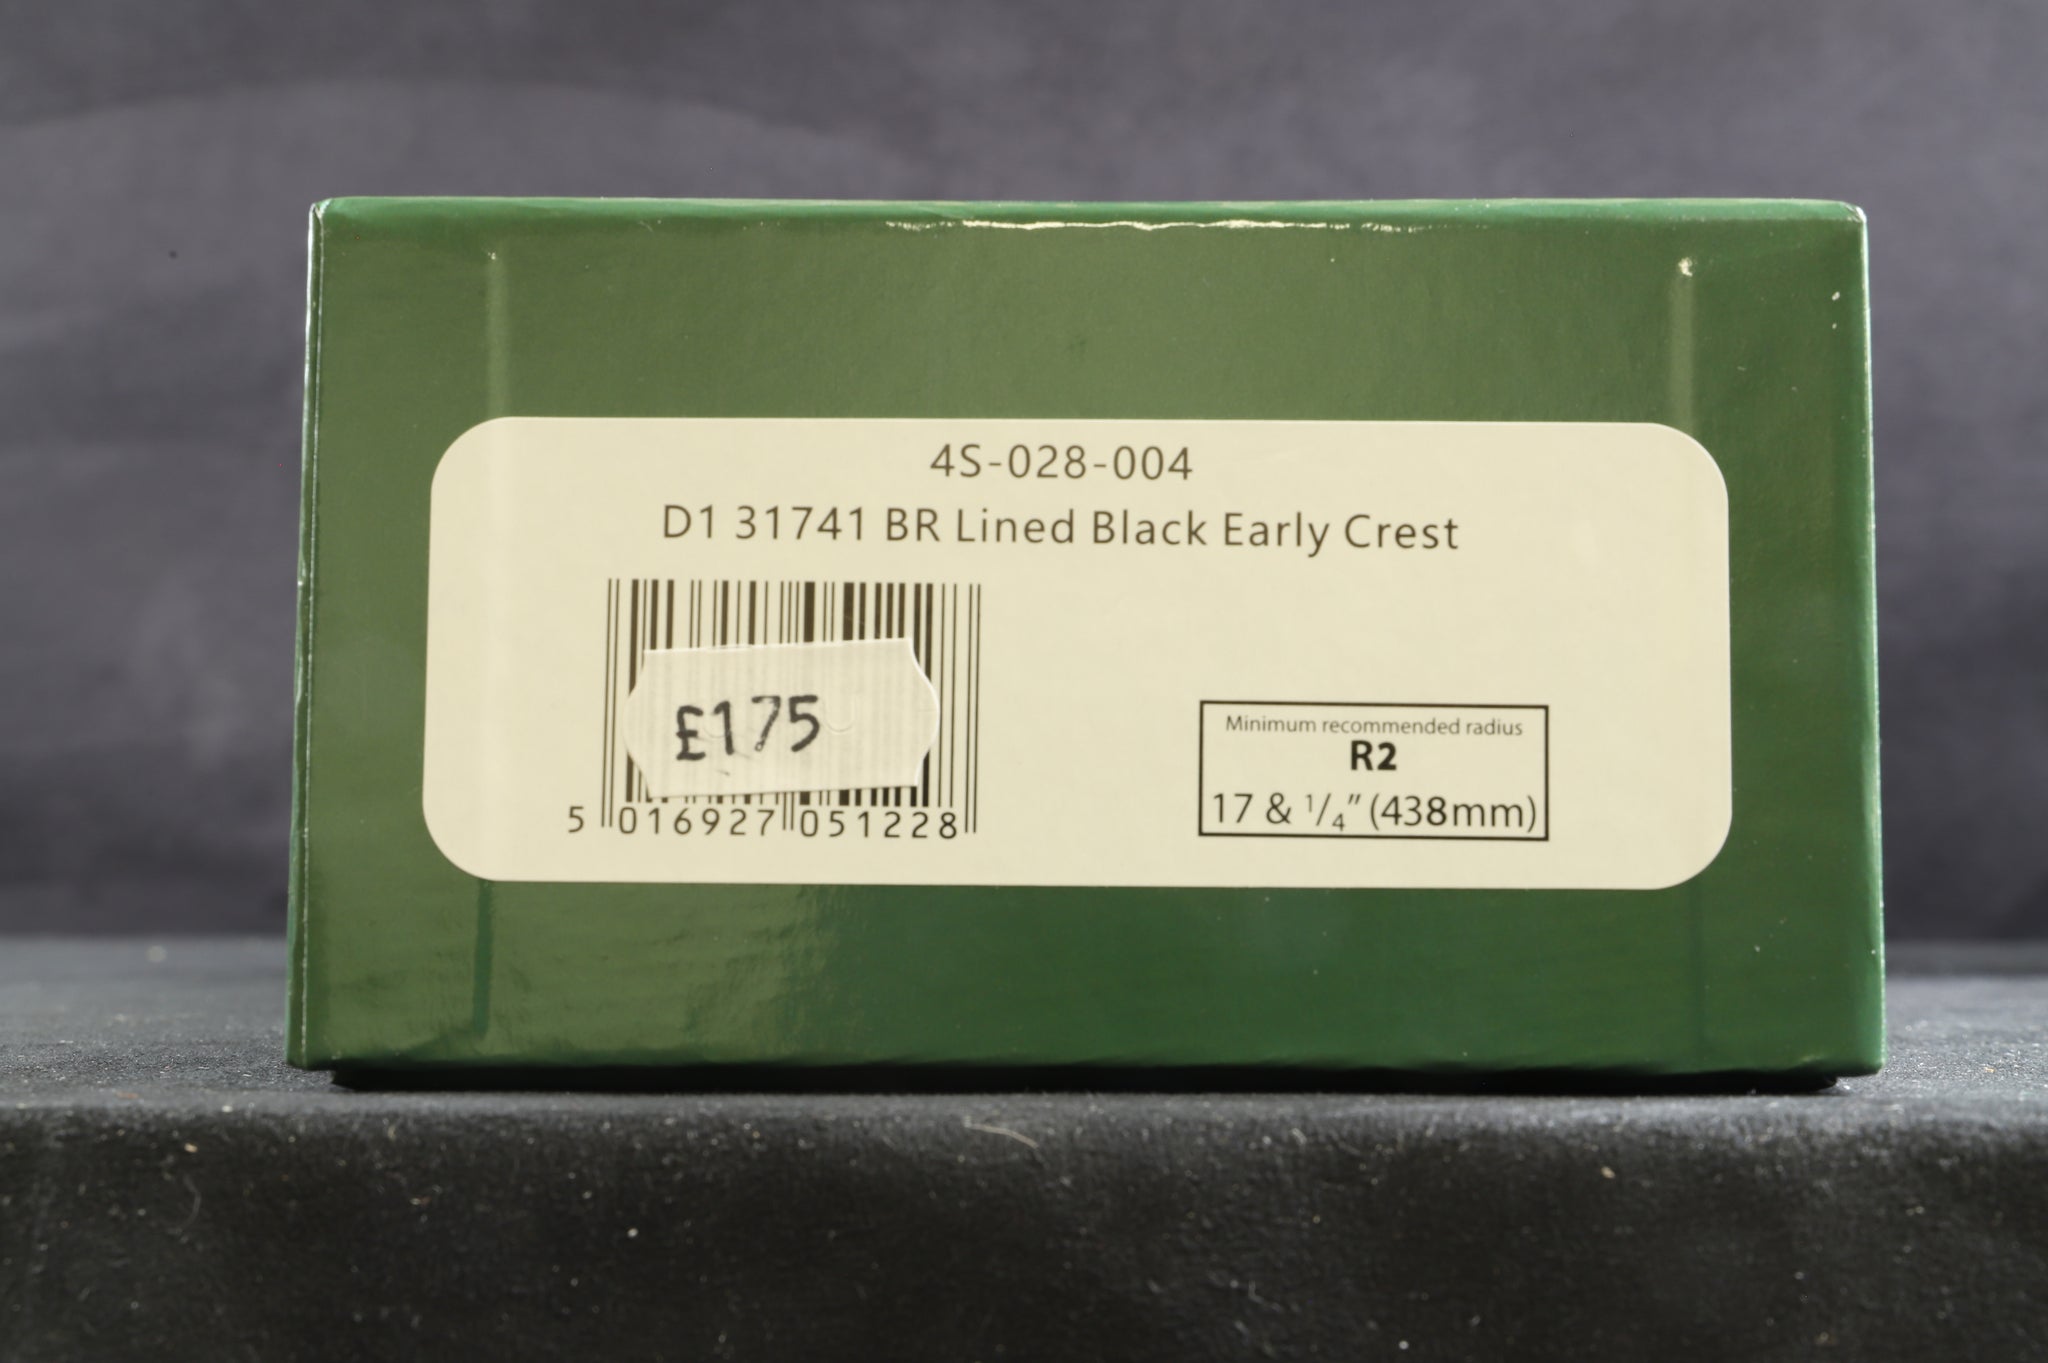 4S-028-004
D1 31741 BR Lined Black Early Crest
£175
5 016927 051228
Minimum recommended radius
R2
17 & 1/4" (438mm)